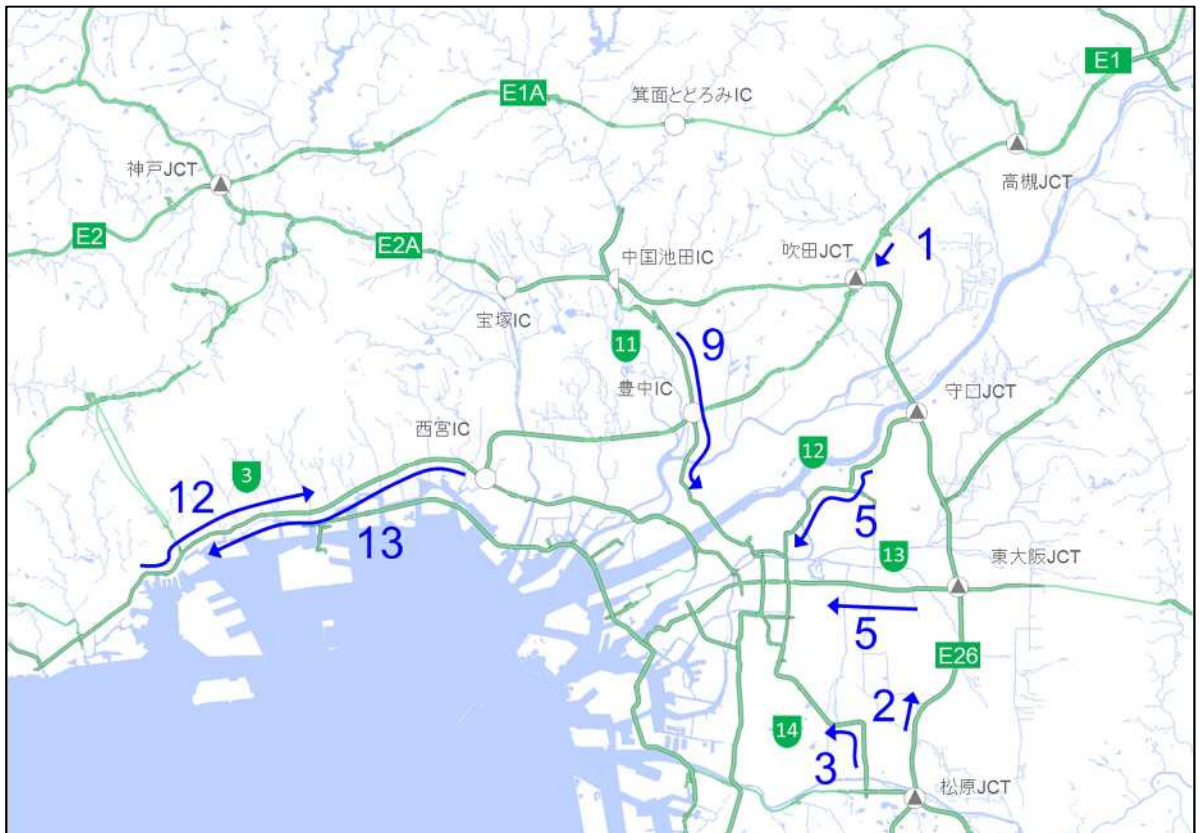 E1
E1A
箕面とどろみIC
神戸JCT
高槻JCT
E2
E2A
中国池田IC
吹田JCT
1
宝塚IC
11
9
豊中IC
守口JCT
西宮IC
3
12
12
13
5
13
東大阪JCT
5
E26
2
14
3
松原JCT